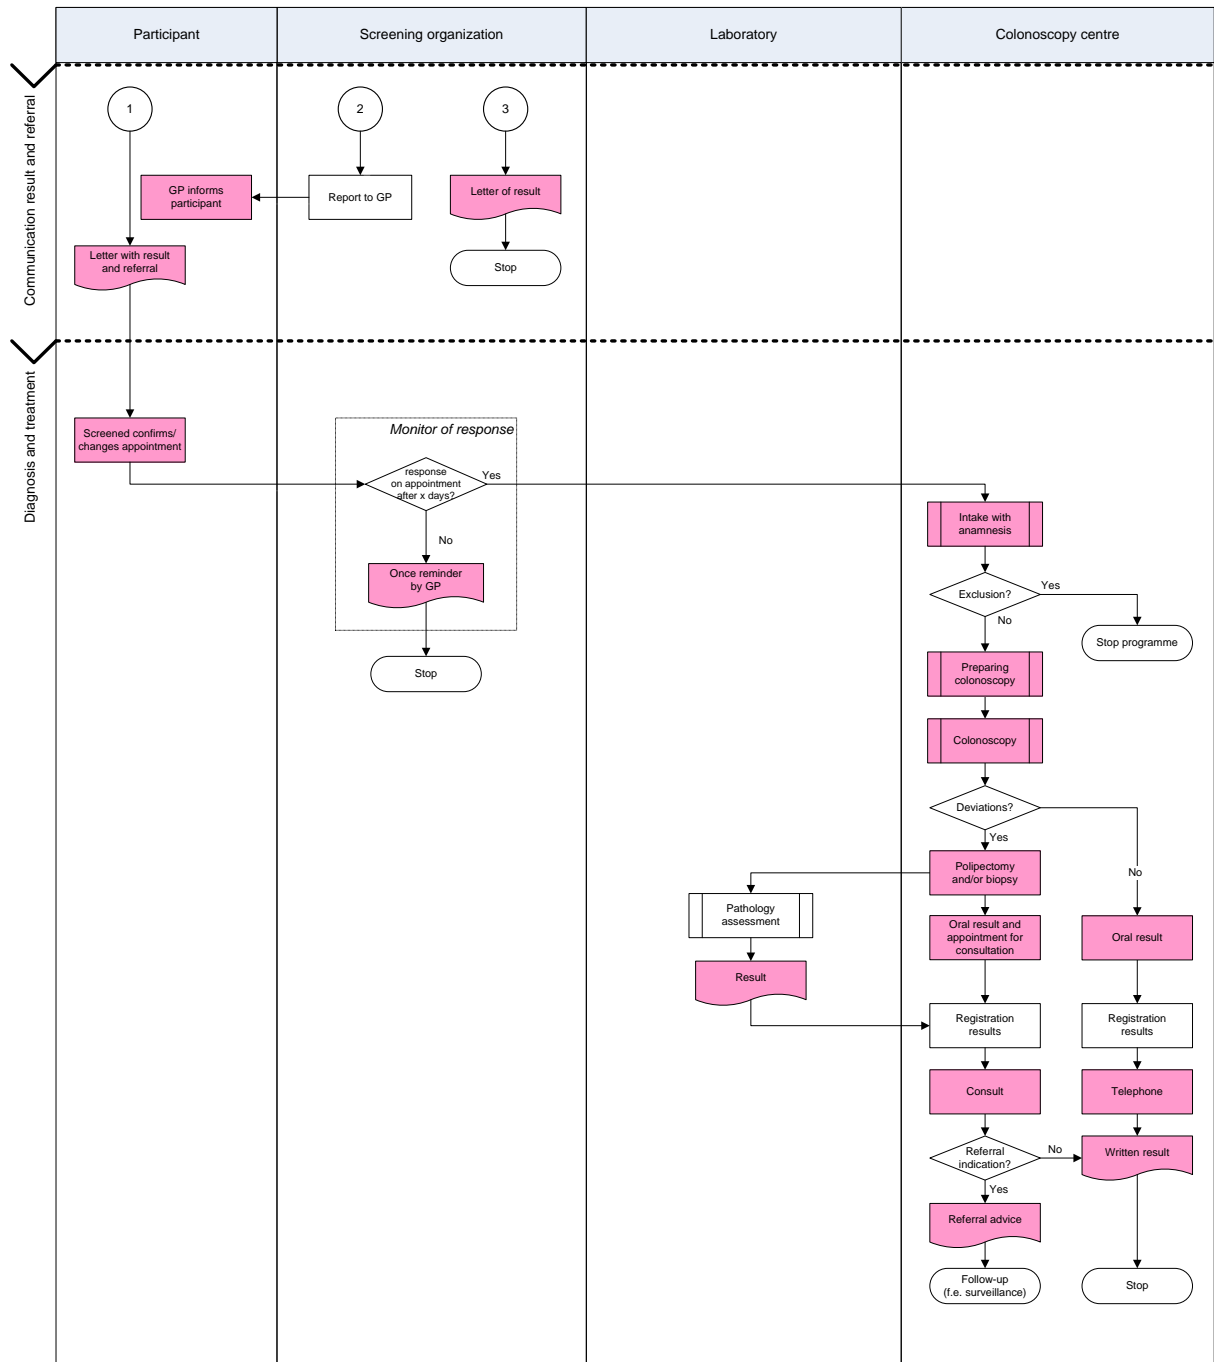 Participant
Screening organization
Laboratory
Colonoscopy centre
Communication result and referral
1
2
3
GP informs
participant
Report to GP
Letter of result
Letter with result
and referral
Stop
Diagnosis and treatment
Screened confirms/
changes appointment
Monitor of response
response
on appointment
after x days?
Yes
No
Once reminder
by GP
Stop
Intake with
anamnesis
Exclusion?
Yes
No
Stop programme
Preparing
colonoscopy
Colonoscopy
Deviations?
Yes
No
Polipectomy
and/or biopsy
Pathology
assessment
Oral result and
appointment for
consultation
Oral result
Result
Registration
results
Registration
results
Consult
Telephone
Referral
indication?
No
Written result
Yes
Referral advice
Follow-up
(f.e. surveillance)
Stop